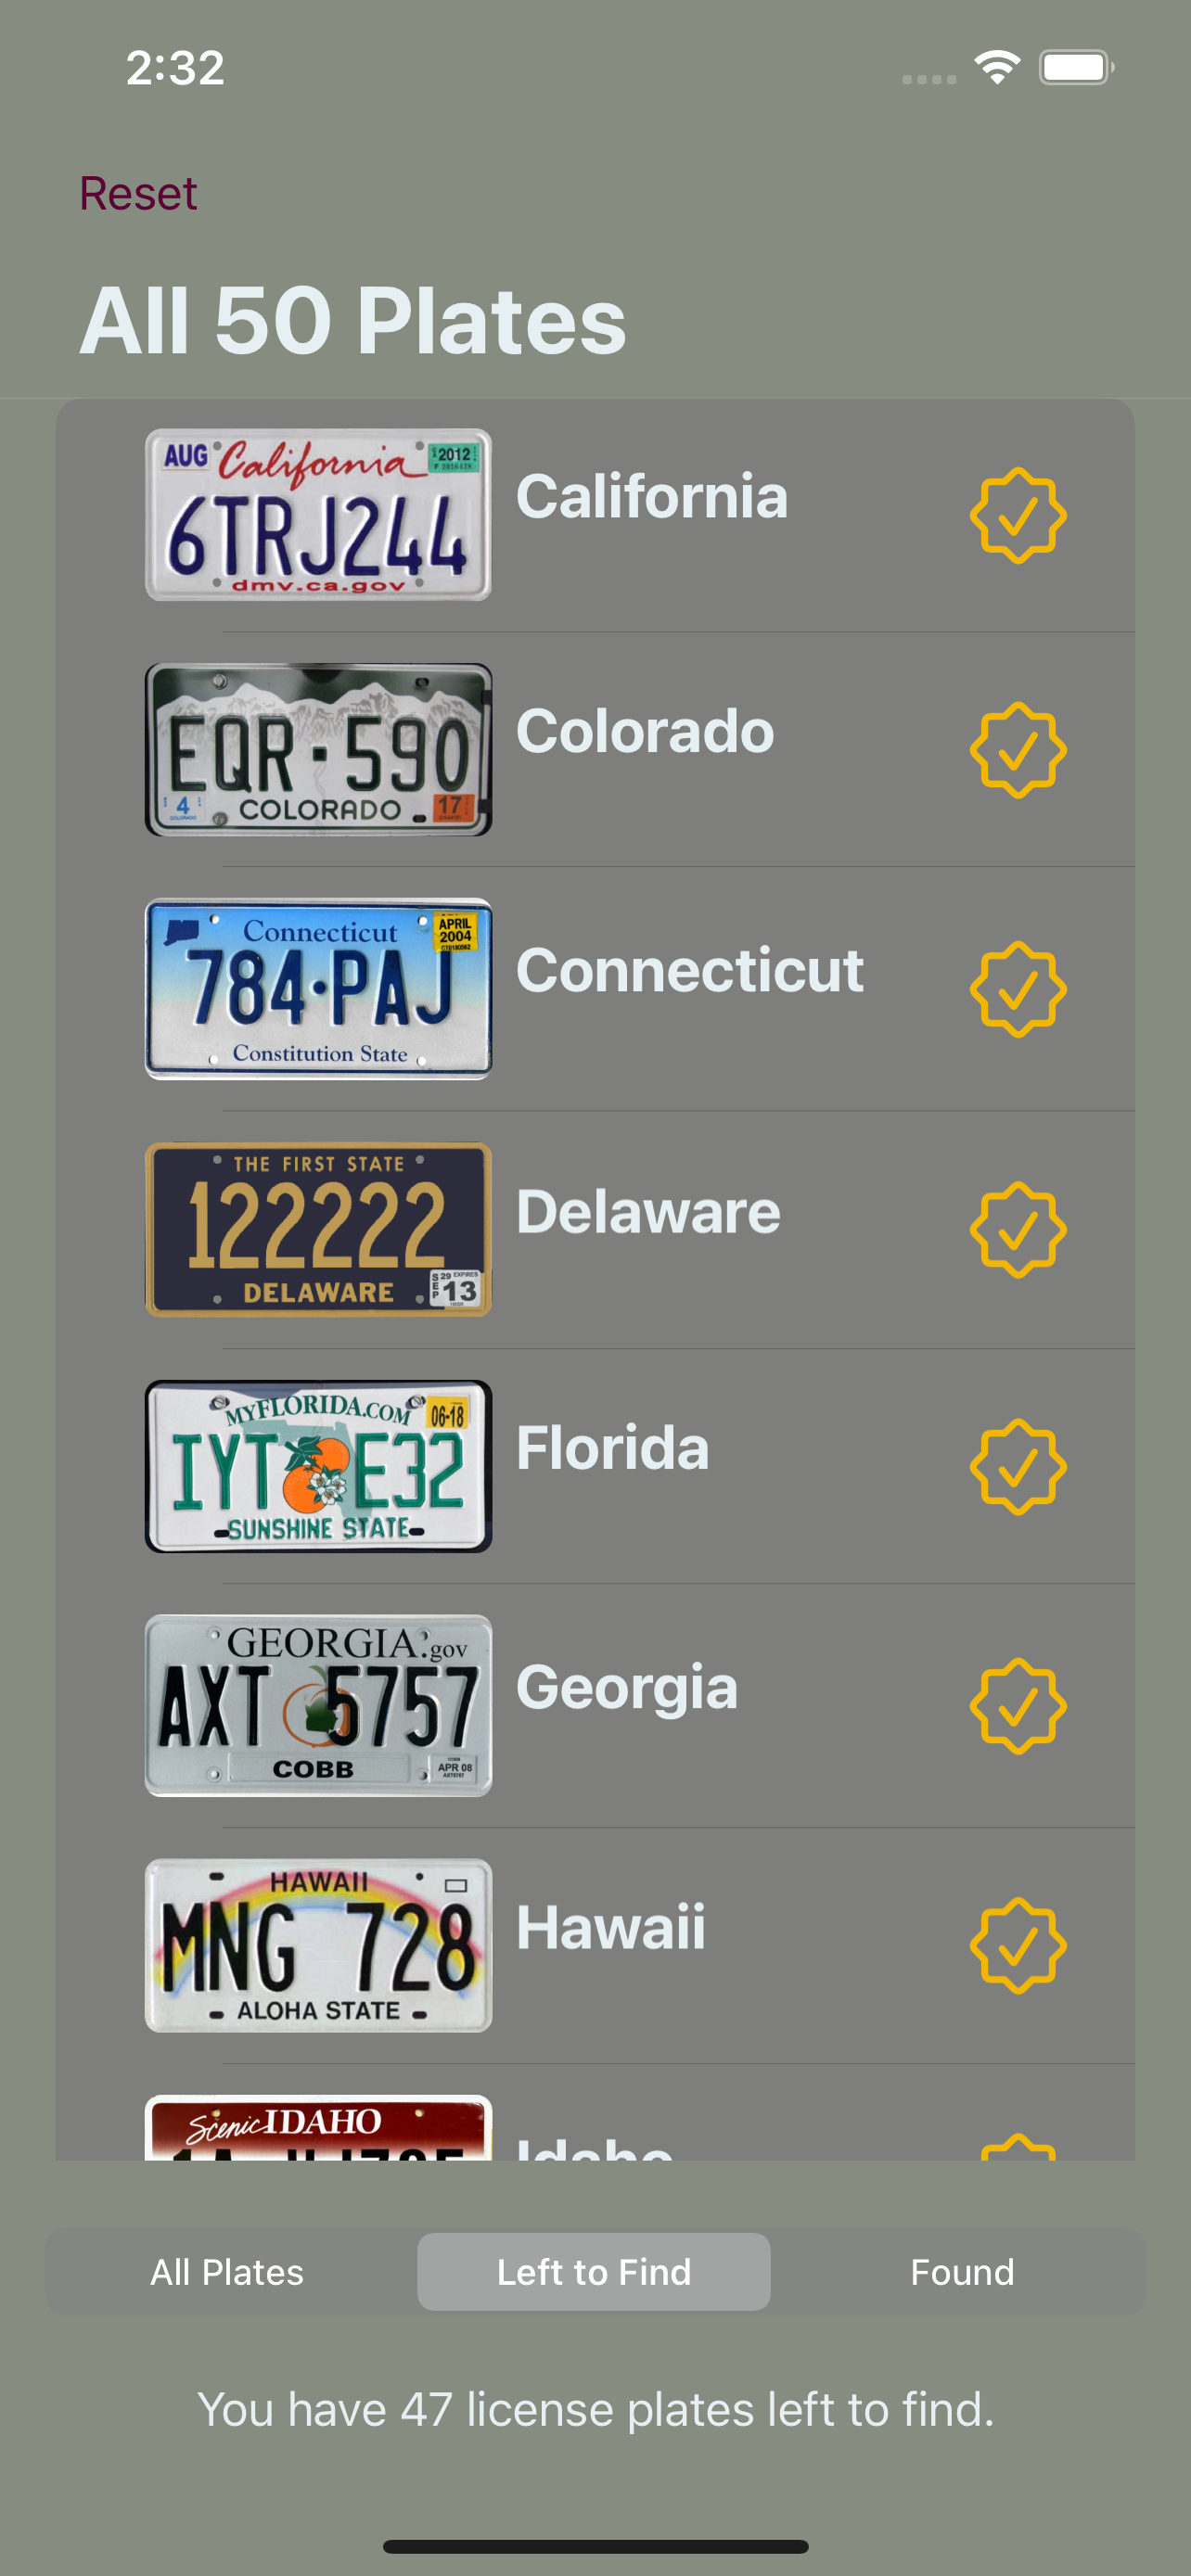 2:32
Reset
All 50 Plates
AUG California 2012
6TRJ244
dmv.ca.gov
California
EQR·590
4 COLORADO 17
Colorado
Connecticut APRIL
2004
784·PAJ
Constitution State
Connecticut
THE FIRST STATE
122222
DELAWARE SEP 29 EXPIRES 13
Delaware
MYFLORIDA.COM 06-18
IYT E32
SUNSHINE STATE
Florida
GEORGIA.gov
AXT 5757
COBB APR 08
Georgia
HAWAII
MNG 728
ALOHA STATE
Hawaii
Scenic IDAHO
Idaho
All Plates
Left to Find
Found
You have 47 license plates left to find.